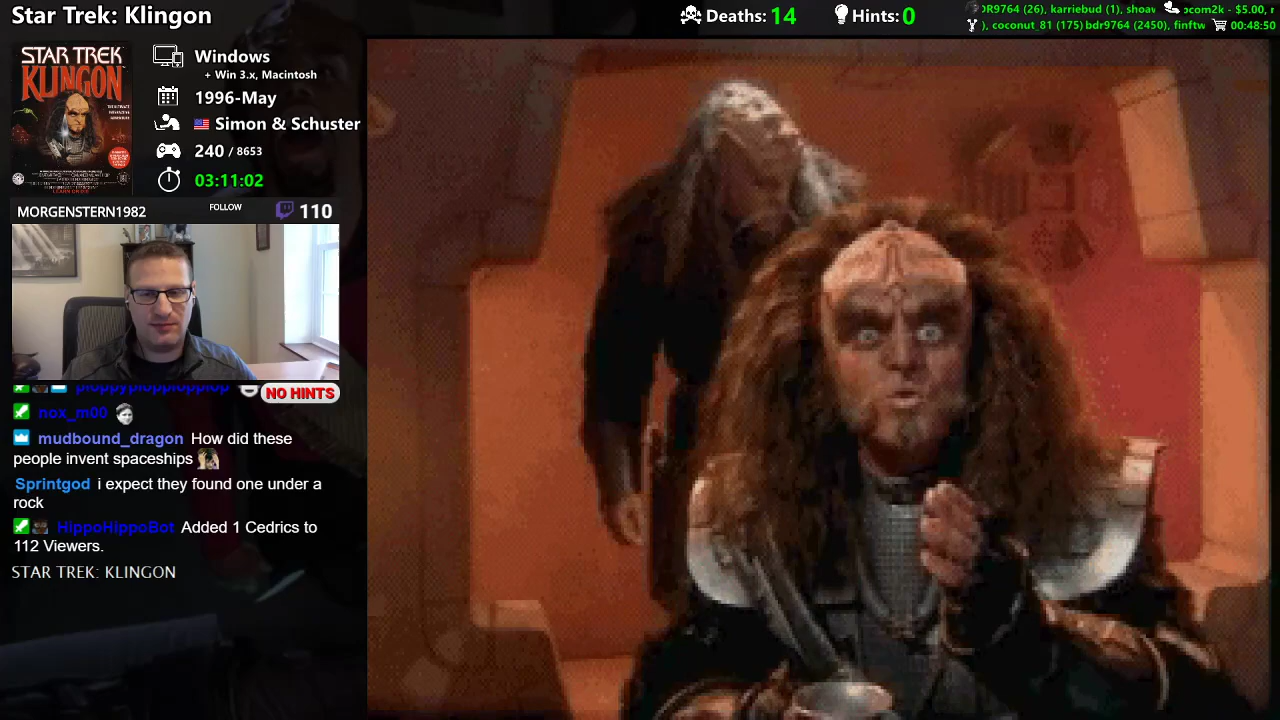 Star Trek: Klingon
Deaths: 14
Hints: 0
DR9764 (26), karriebud (1), shoa
com2k - $5.00, r
), coconut_81 (175) bdr9764 (2450), finftw
00:48:50
STAR TREK
KLINGON
Windows
+ Win 3.x, Macintosh
1996-May
Simon & Schuster
240 / 8653
03:11:02
MORGENSTERN1982
FOLLOW
110
ploppyplopplopplop
NO HINTS
nox_m00
mudbound_dragon How did these
people invent spaceships
Sprintgod i expect they found one under a
rock
HippoHippoBot Added 1 Cedrics to
112 Viewers.
STAR TREK: KLINGON